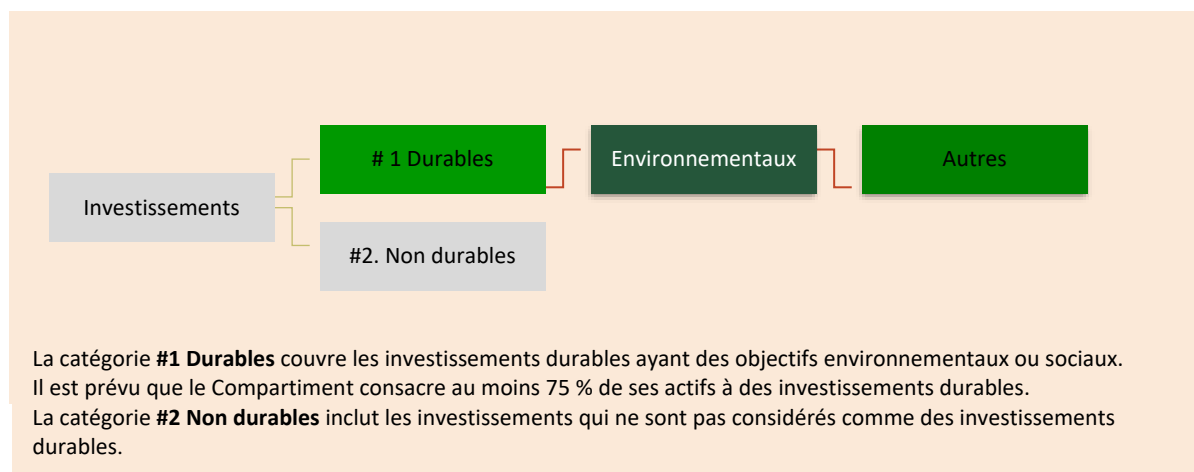 # 1 Durables
Environnementaux
Autres
Investissements
#2. Non durables
La catégorie #1 Durables couvre les investissements durables ayant des objectifs environnementaux ou sociaux.
Il est prévu que le Compartiment consacre au moins 75 % de ses actifs à des investissements durables.
La catégorie #2 Non durables inclut les investissements qui ne sont pas considérés comme des investissements
durables.